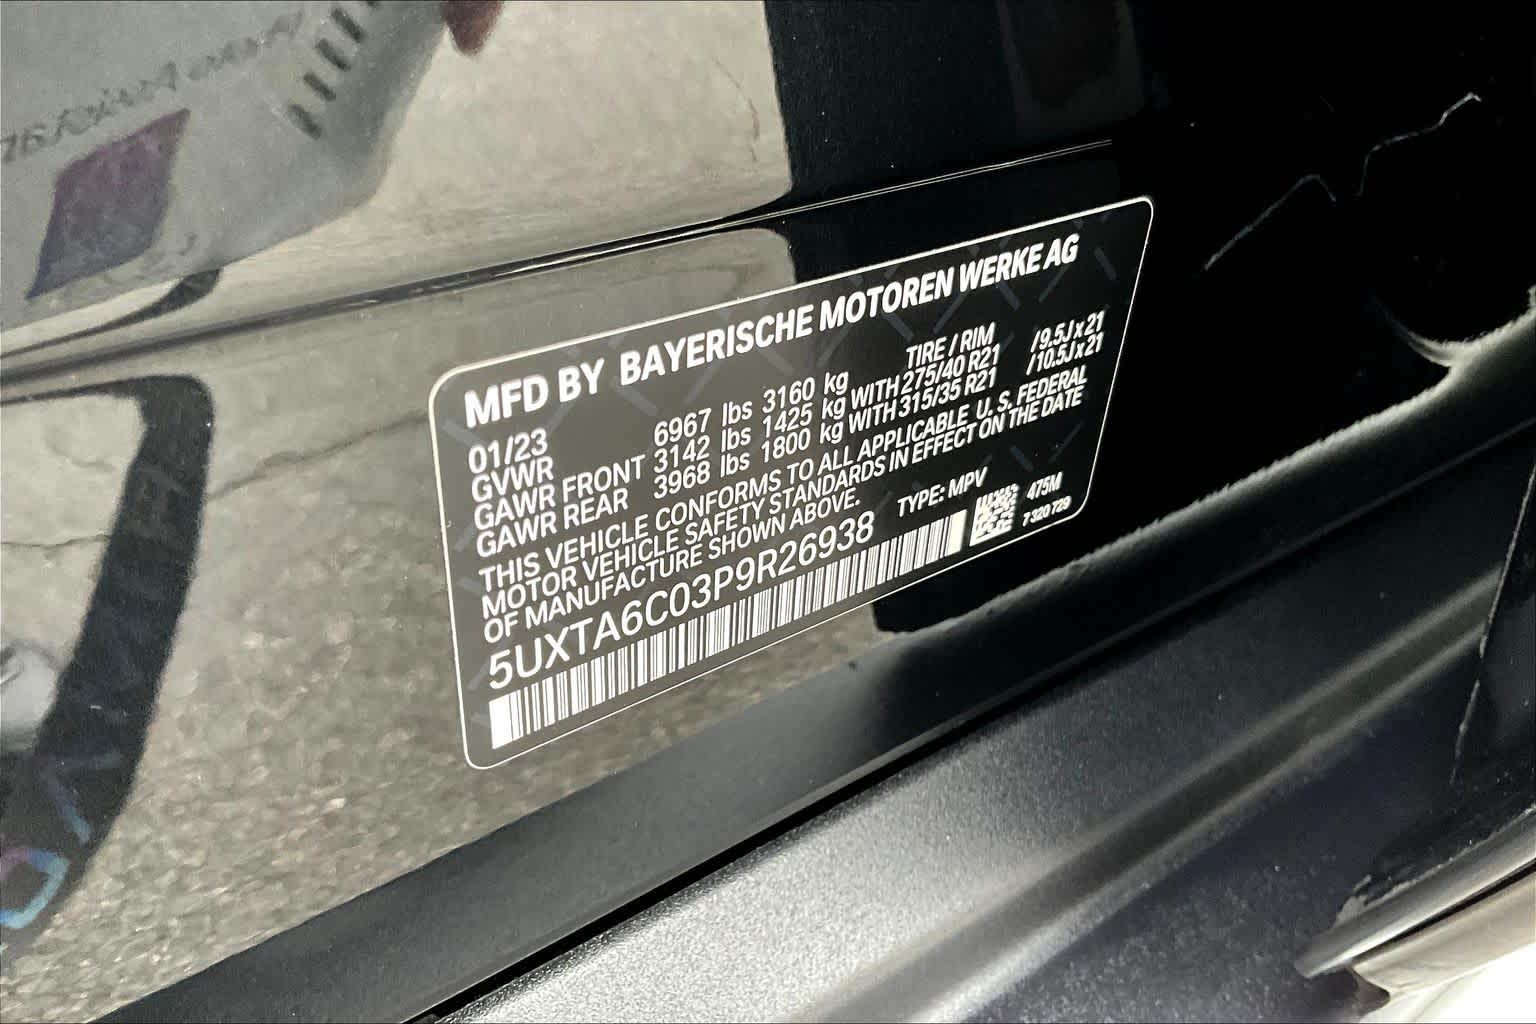 MFD BY BAYERISCHE MOTOREN WERKE AG
01/23 TIRE / RIM
GVWR 6967 lbs 3160 kg
GAWR FRONT 3142 lbs 1425 kg WITH 275/40 R21 /9.5J x 21
GAWR REAR 3968 lbs 1800 kg WITH 315/35 R21 /10.5J x 21
THIS VEHICLE CONFORMS TO ALL APPLICABLE U. S. FEDERAL
MOTOR VEHICLE SAFETY STANDARDS IN EFFECT ON THE DATE
OF MANUFACTURE SHOWN ABOVE.
5UXTA6C03P9R26938 TYPE: MPV
475M
7 320 729